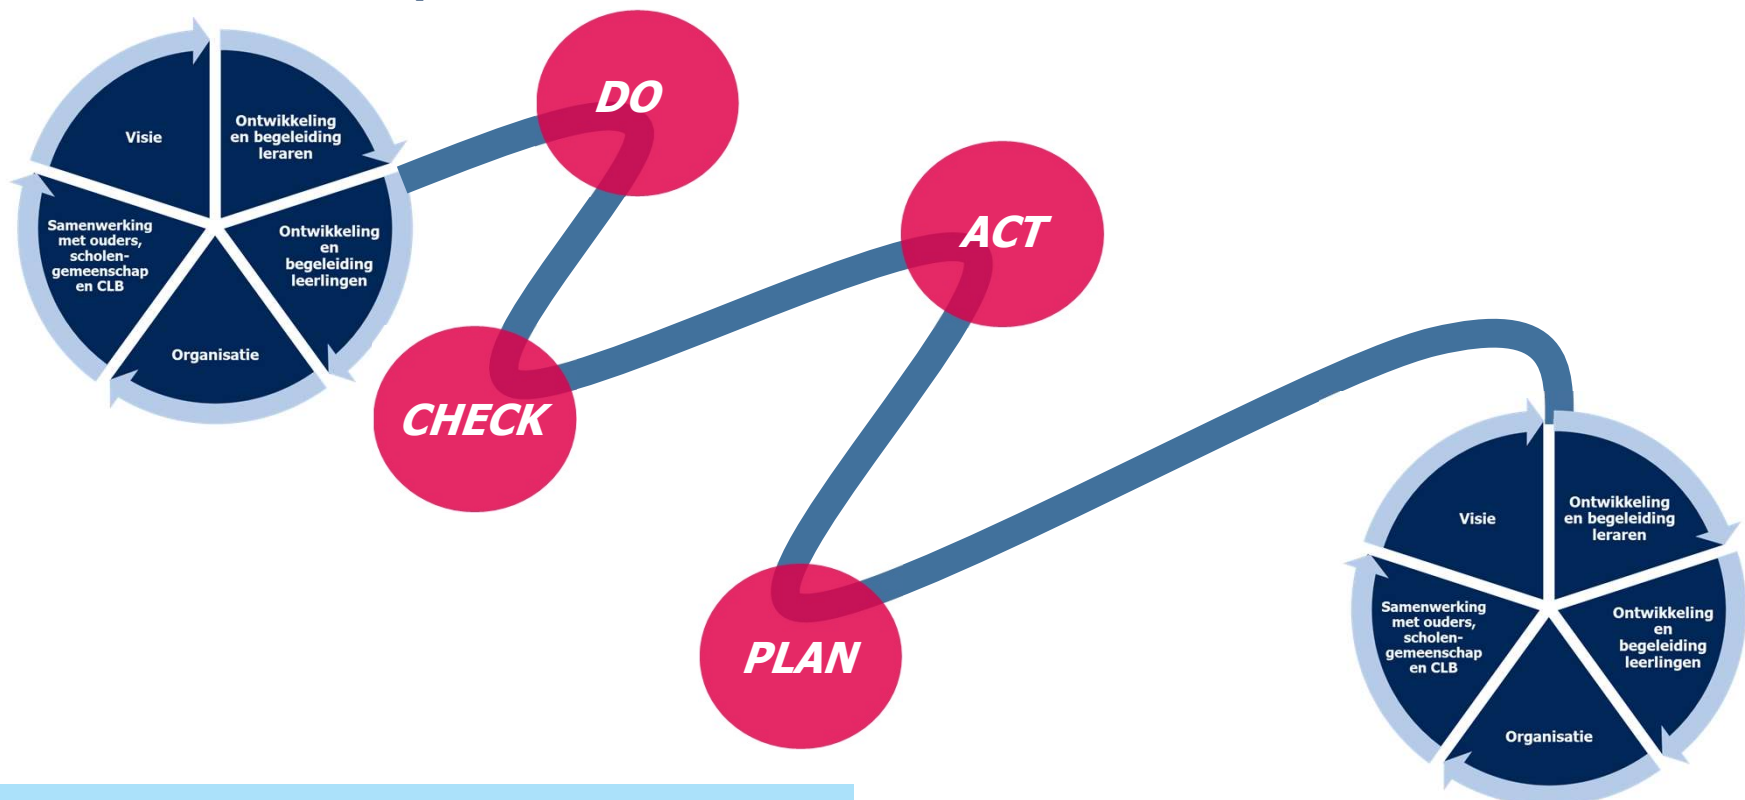 Visie
Ontwikkeling
en begeleiding
leraren
Samenwerking
met ouders,
scholen-
gemeenschap
en CLB
Ontwikkeling
en
begeleiding
leerlingen
Organisatie
DO
CHECK
ACT
PLAN
Visie
Ontwikkeling
en begeleiding
leraren
Samenwerking
met ouders,
scholen-
gemeenschap
en CLB
Ontwikkeling
en
begeleiding
leerlingen
Organisatie